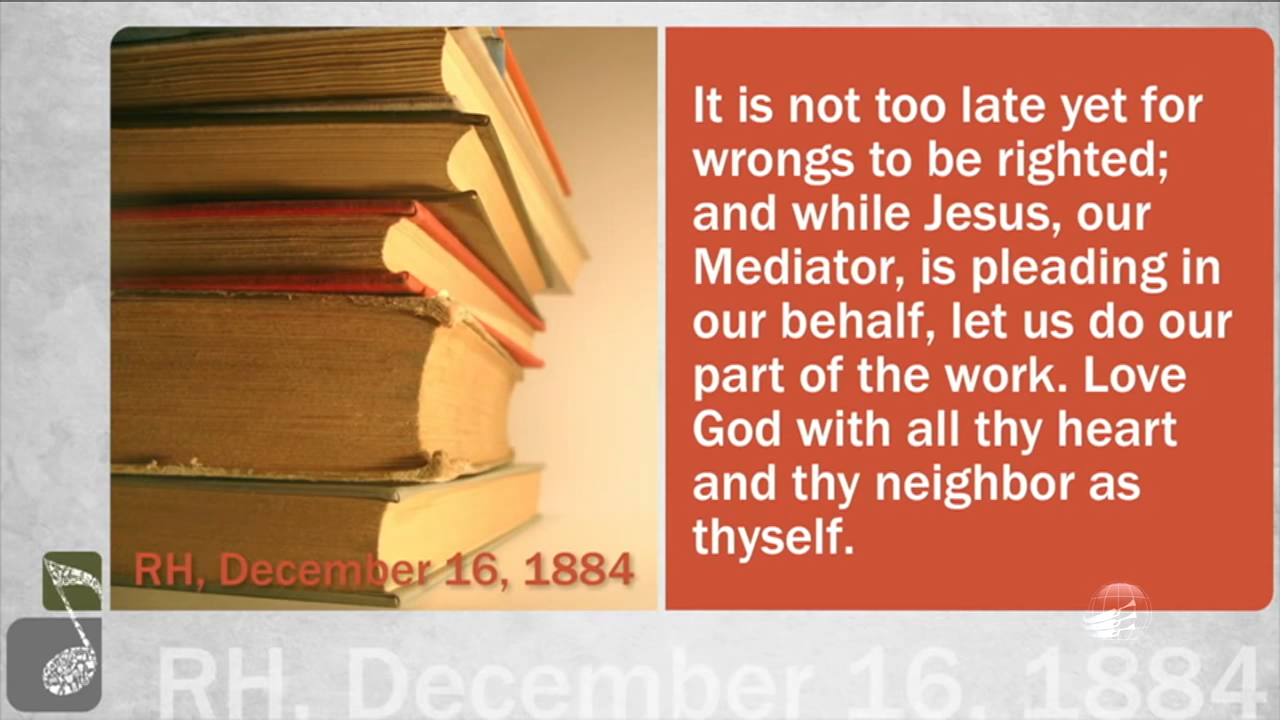 It is not too late yet for
wrongs to be righted;
and while Jesus, our
Mediator, is pleading in
our behalf, let us do our
part of the work. Love
God with all thy heart
and thy neighbor as
thyself.
RH, December 16, 1884
RH, December 16, 1884